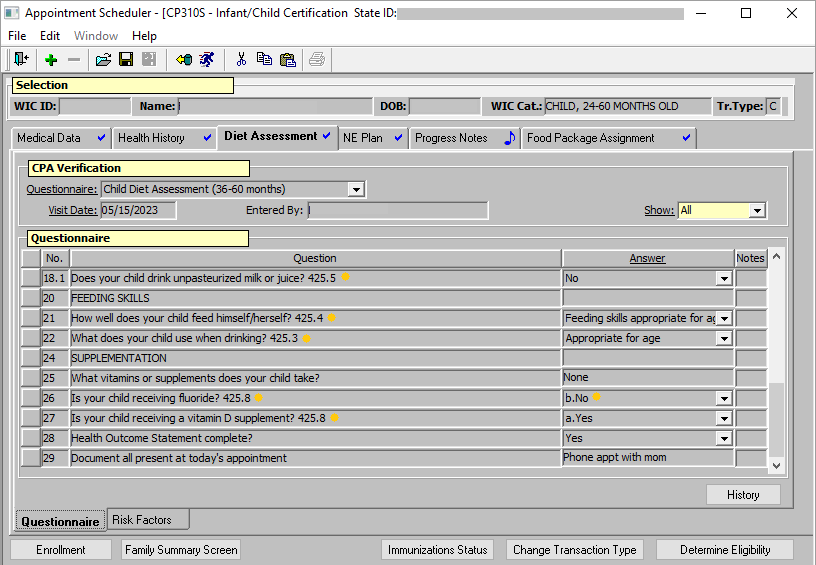 Appointment Scheduler - [CP310S - Infant/Child Certification State ID:
File Edit Window Help
Selection
WIC ID: Name: DOB: WIC Cat.: CHILD, 24-60 MONTHS OLD Tr.Type: C
Medical Data Health History Diet Assessment NE Plan Progress Notes Food Package Assignment
CPA Verification
Questionnaire: Child Diet Assessment (36-60 months)
Visit Date: 05/15/2023 Entered By: Show: All
Questionnaire
No. Question Answer Notes
18.1 Does your child drink unpasteurized milk or juice? 425.5 No
20 FEEDING SKILLS
21 How well does your child feed himself/herself? 425.4 Feeding skills appropriate for ag
22 What does your child use when drinking? 425.3 Appropriate for age
24 SUPPLEMENTATION
25 What vitamins or supplements does your child take? None
26 Is your child receiving fluoride? 425.8 b.No
27 Is your child receiving a vitamin D supplement? 425.8 a.Yes
28 Health Outcome Statement complete? Yes
29 Document all present at today's appointment Phone appt with mom
History
Questionnaire Risk Factors
Enrollment Family Summary Screen Immunizations Status Change Transaction Type Determine Eligibility